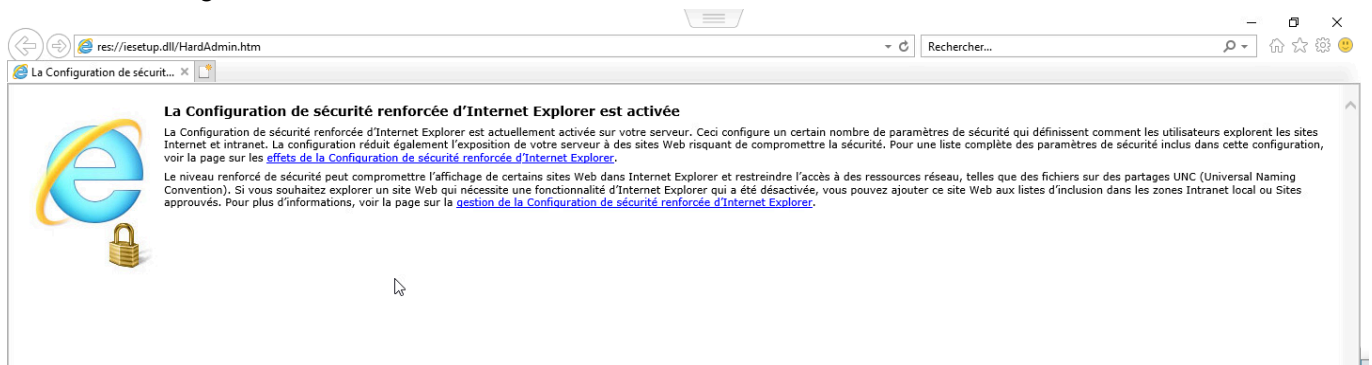 res://iesetup.dll/HardAdmin.htm
Rechercher...
La Configuration de sécurit...
La Configuration de sécurité renforcée d'Internet Explorer est activée
La Configuration de sécurité renforcée d'Internet Explorer est actuellement activée sur votre serveur. Ceci configure un certain nombre de paramètres de sécurité qui définissent comment les utilisateurs explorent les sites
Internet et intranet. La configuration réduit également l'exposition de votre serveur à des sites Web risquant de compromettre la sécurité. Pour une liste complète des paramètres de sécurité inclus dans cette configuration,
voir la page sur les effets de la Configuration de sécurité renforcée d'Internet Explorer.
Le niveau renforcé de sécurité peut compromettre l'affichage de certains sites Web dans Internet Explorer et restreindre l'accès à des ressources réseau, telles que des fichiers sur des partages UNC (Universal Naming
Convention). Si vous souhaitez explorer un site Web qui nécessite une fonctionnalité d'Internet Explorer qui a été désactivée, vous pouvez ajouter ce site Web aux listes d'inclusion dans les zones Intranet local ou Sites
approuvés. Pour plus d'informations, voir la page sur la gestion de la Configuration de sécurité renforcée d'Internet Explorer.